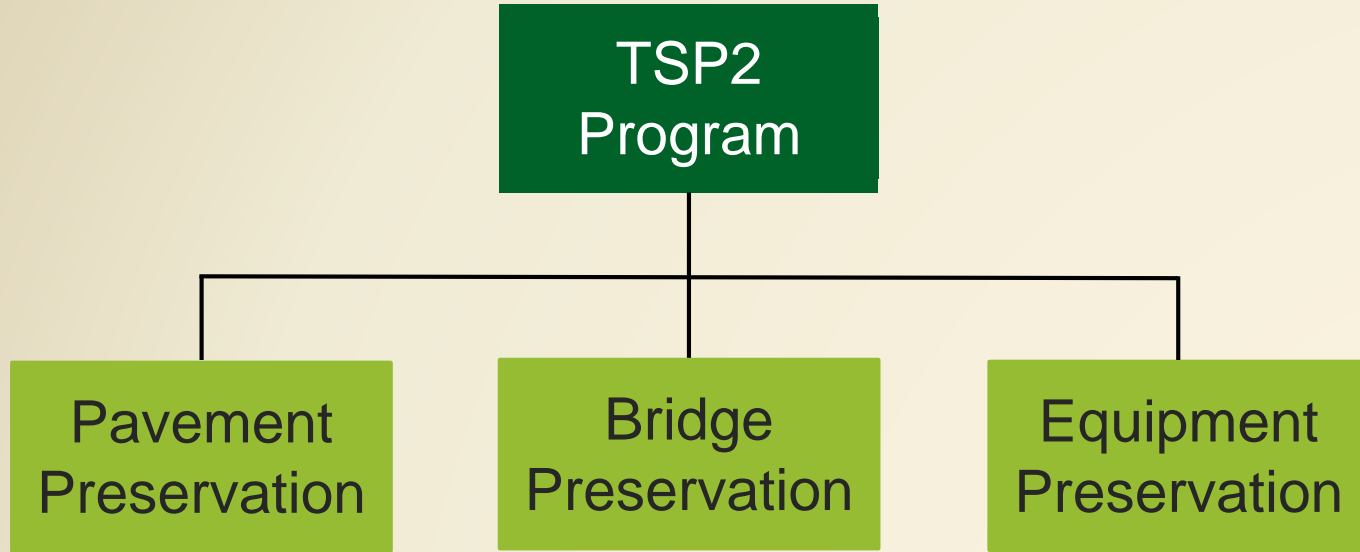 TSP2
Program
Pavement
Preservation
Bridge
Preservation
Equipment
Preservation